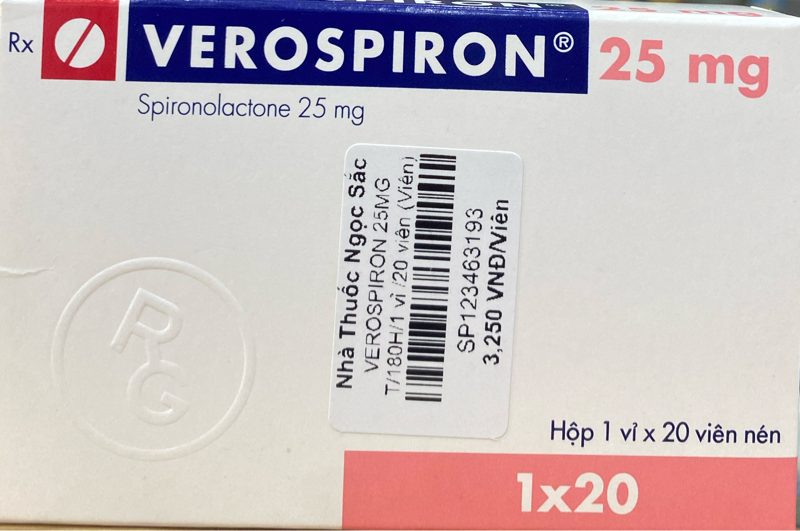 Rx
VEROSPIRON® 25 mg
Spironolactone 25 mg
Nhà Thuốc Ngọc Sắc
VEROSPIRON 25MG
T/180H/1 vỉ /20 viên (Viên)
SP123463193
3,250 VNĐ/Viên
RG
Hộp 1 vỉ x 20 viên nén
1x20